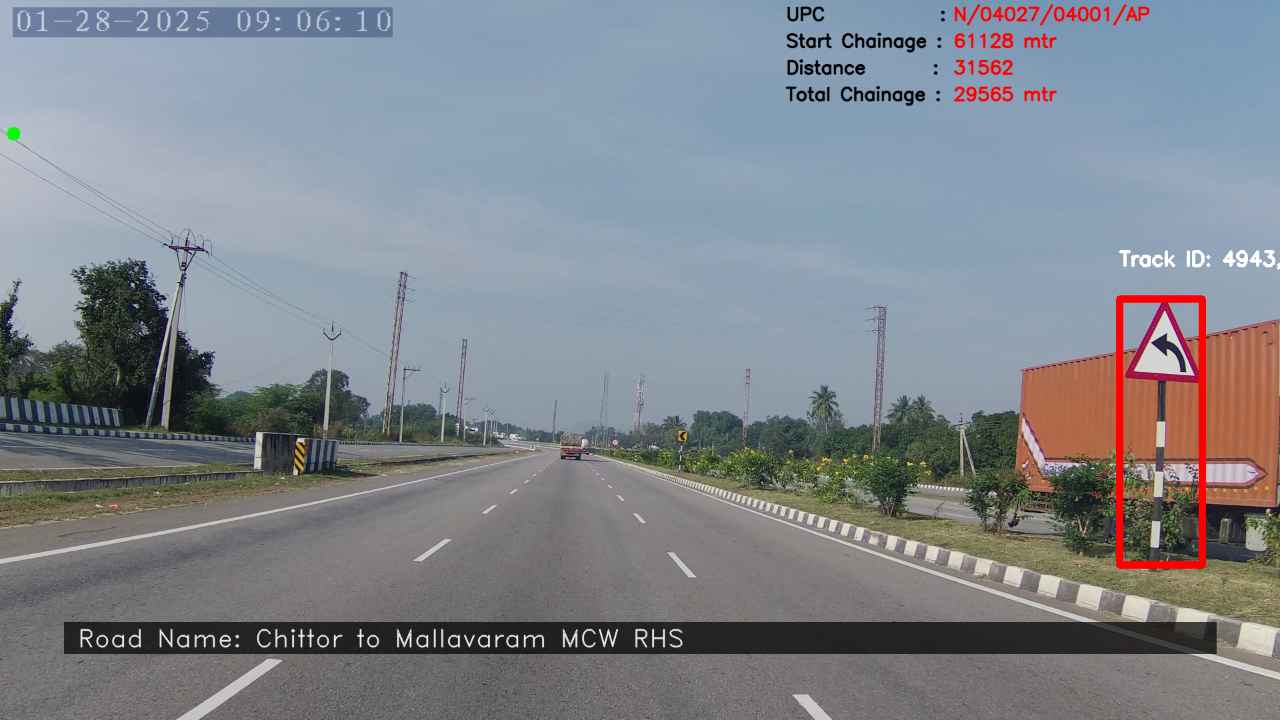 01-28-2025 09:06:10
UPC : N/04027/04001/AP
Start Chainage : 61128 mtr
Distance : 31562
Total Chainage : 29565 mtr
Track ID: 4943,
Road Name: Chittor to Mallavaram MCW RHS